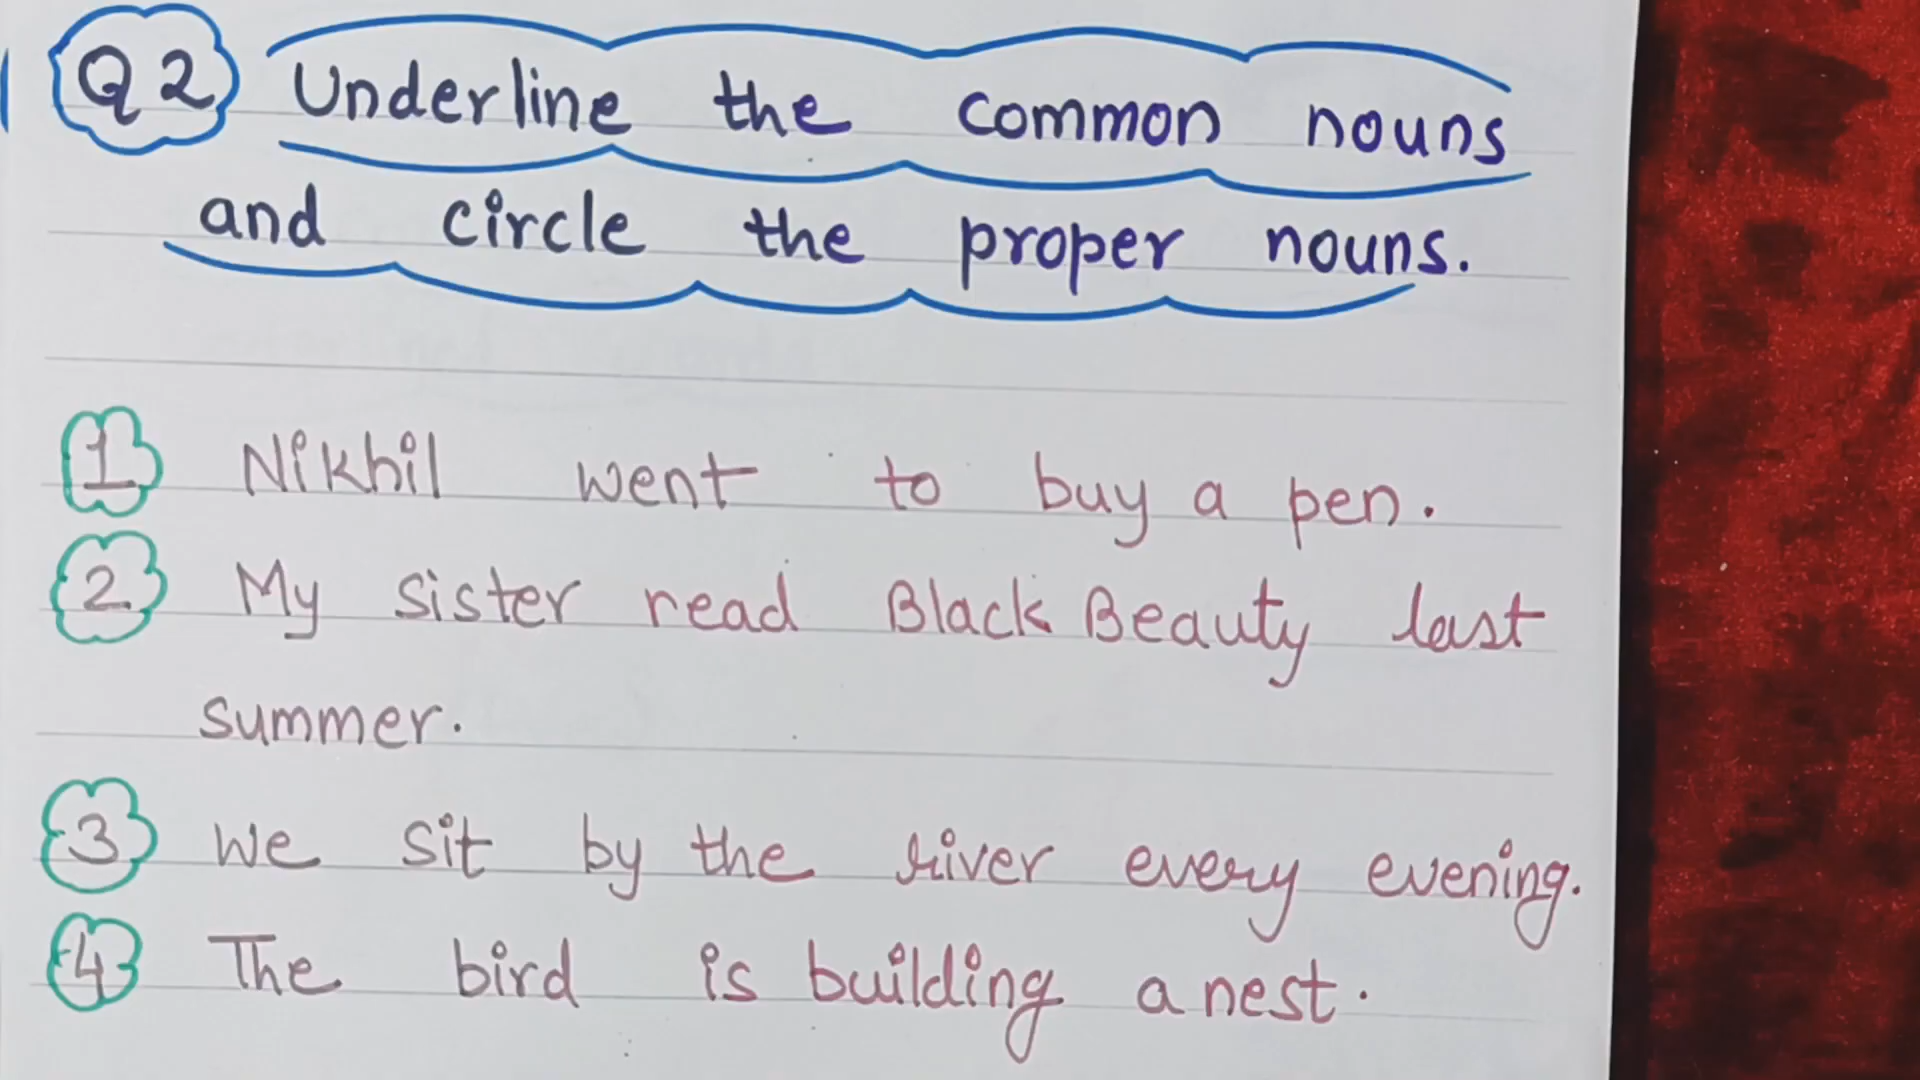 Q2 Underline the common nouns
and circle the proper nouns.
1 Nikhil went to buy a pen.
2 My sister read Black Beauty last
summer.
3 We sit by the river every evening.
4 The bird is building a nest.